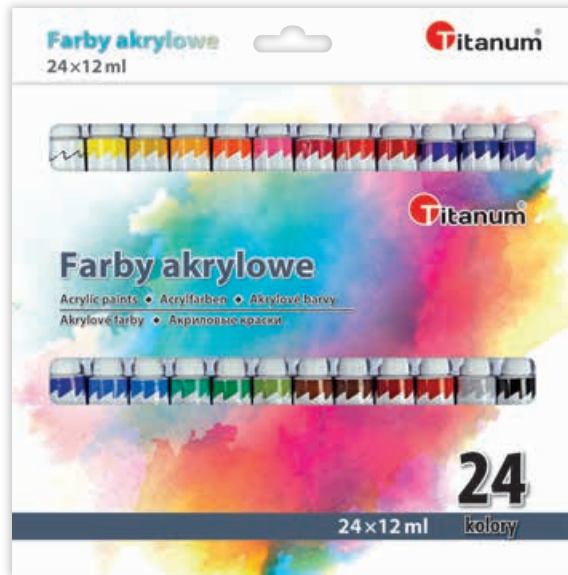 Farby akrylowe
24×12 ml
Titanum
Titanum
Farby akrylowe
Acrylic paints ◆ Acrylfarben ◆ Akrylové barvy
Akrylové farby ◆ Акриловые краски
24
kolory
24×12 ml